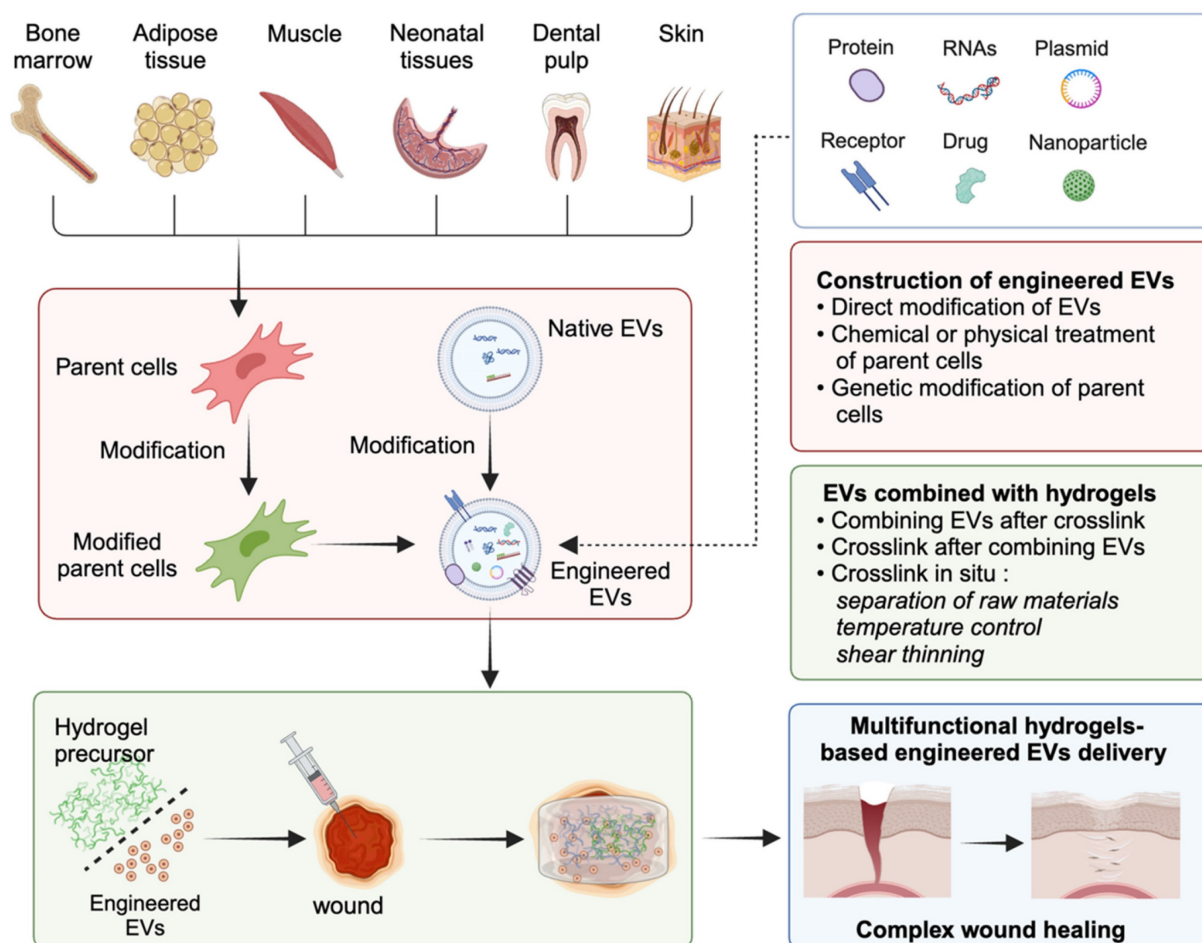 Bone
marrow
Adipose
tissue
Muscle
Neonatal
tissues
Dental
pulp
Skin
Protein
RNAs
Plasmid
Receptor
Drug
Nanoparticle
Parent cells
Native EVs
Modification
Modification
Modified
parent cells
Engineered
EVs
Construction of engineered EVs
• Direct modification of EVs
• Chemical or physical treatment
of parent cells
• Genetic modification of parent
cells
EVs combined with hydrogels
• Combining EVs after crosslink
• Crosslink after combining EVs
• Crosslink in situ :
separation of raw materials
temperature control
shear thinning
Hydrogel
precursor
Engineered
EVs
wound
Multifunctional hydrogels-
based engineered EVs delivery
Complex wound healing